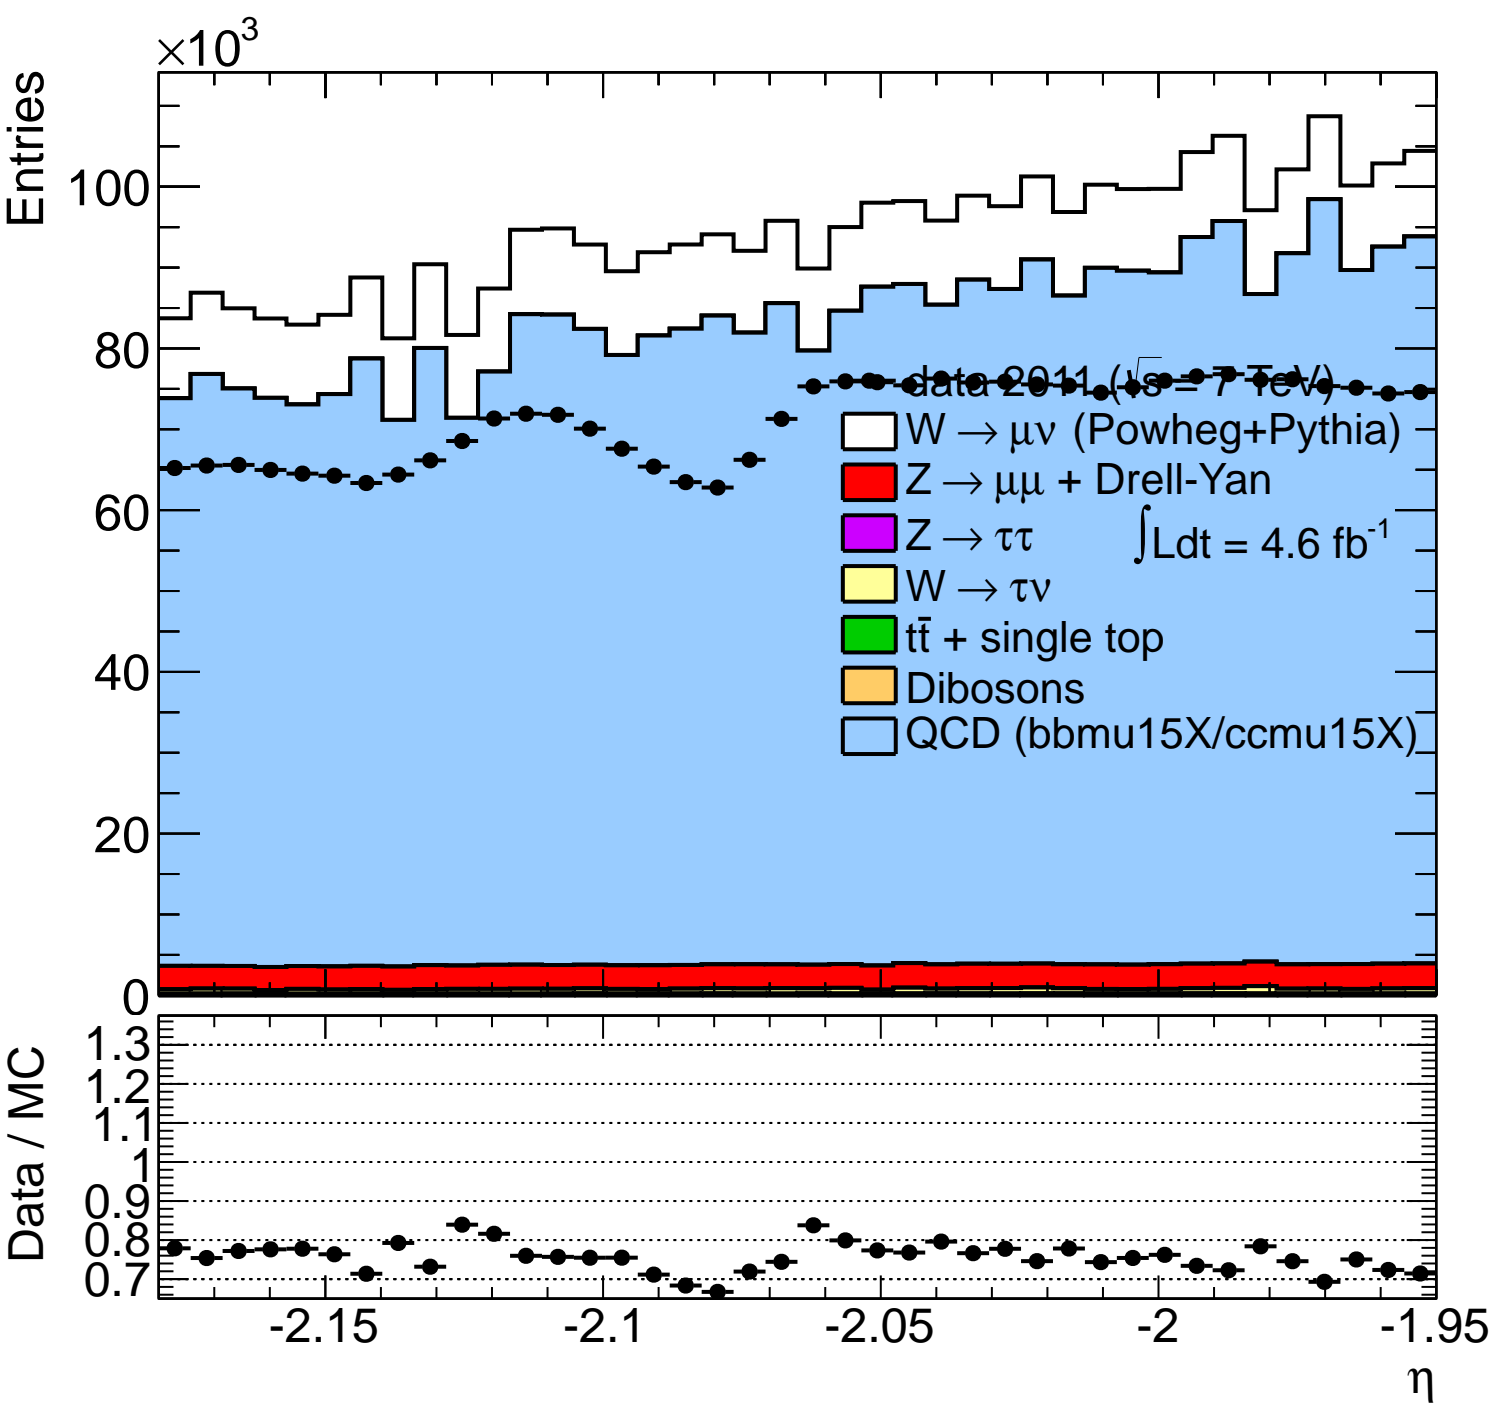 ×10³
Entries
100
80
60
40
20
0
data 2011 (√s = 7 TeV)
W → μν (Powheg+Pythia)
Z → μμ + Drell-Yan
Z → ττ
∫Ldt = 4.6 fb⁻¹
W → τν
tt̄ + single top
Dibosons
QCD (bbmu15X/ccmu15X)
Data / MC
1.3
1.2
1.1
1
0.9
0.8
0.7
-2.15 -2.1 -2.05 -2 -1.95
η